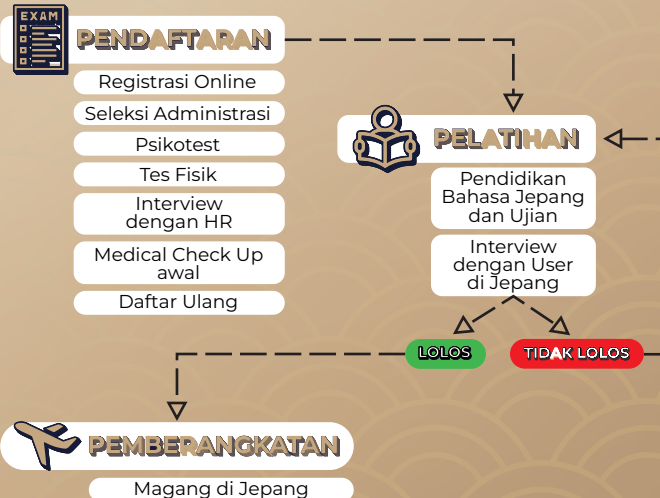 EXAM
PENDAFTARAN
Registrasi Online
Seleksi Administrasi
Psikotest
Tes Fisik
Interview
dengan HR
Medical Check Up
awal
Daftar Ulang
PELATIHAN
Pendidikan
Bahasa Jepang
dan Ujian
Interview
dengan User
di Jepang
LOLOS
TIDAK LOLOS
PEMBERANGKATAN
Magang di Jepang